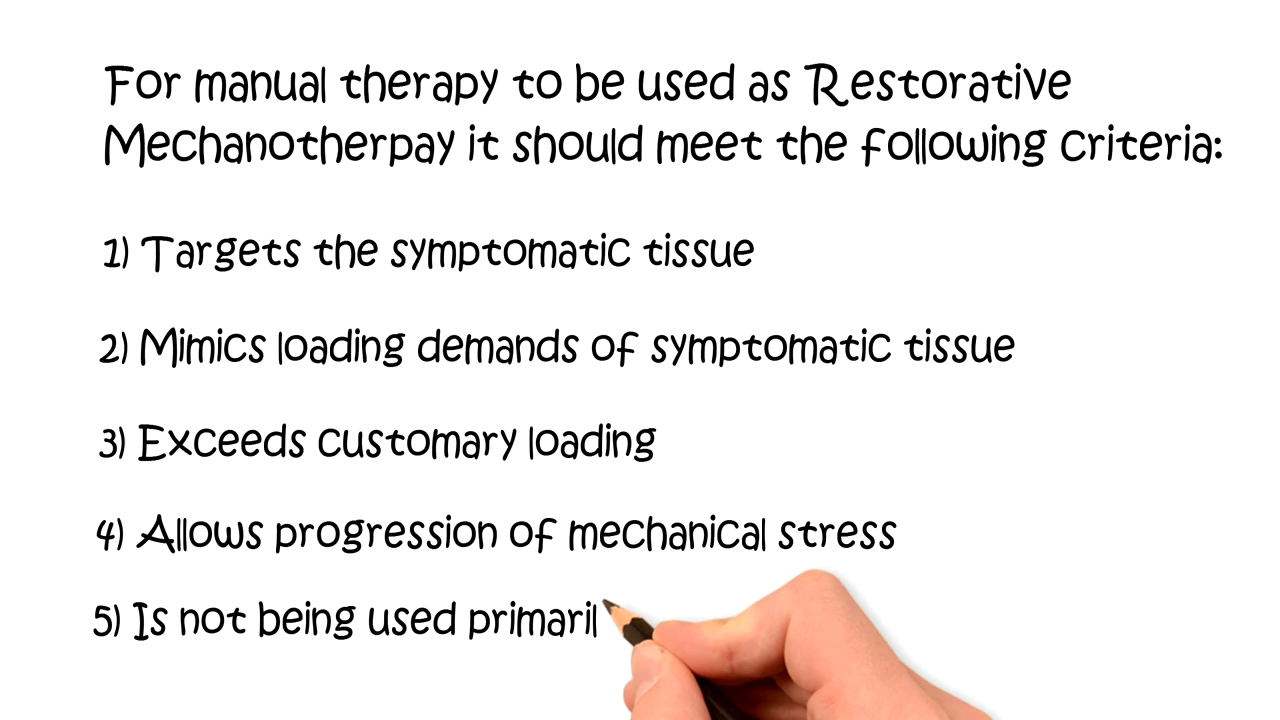 For manual therapy to be used as Restorative
Mechanotherpay it should meet the following criteria:
1) Targets the symptomatic tissue
2) Mimics loading demands of symptomatic tissue
3) Exceeds customary loading
4) Allows progression of mechanical stress
5) Is not being used primaril